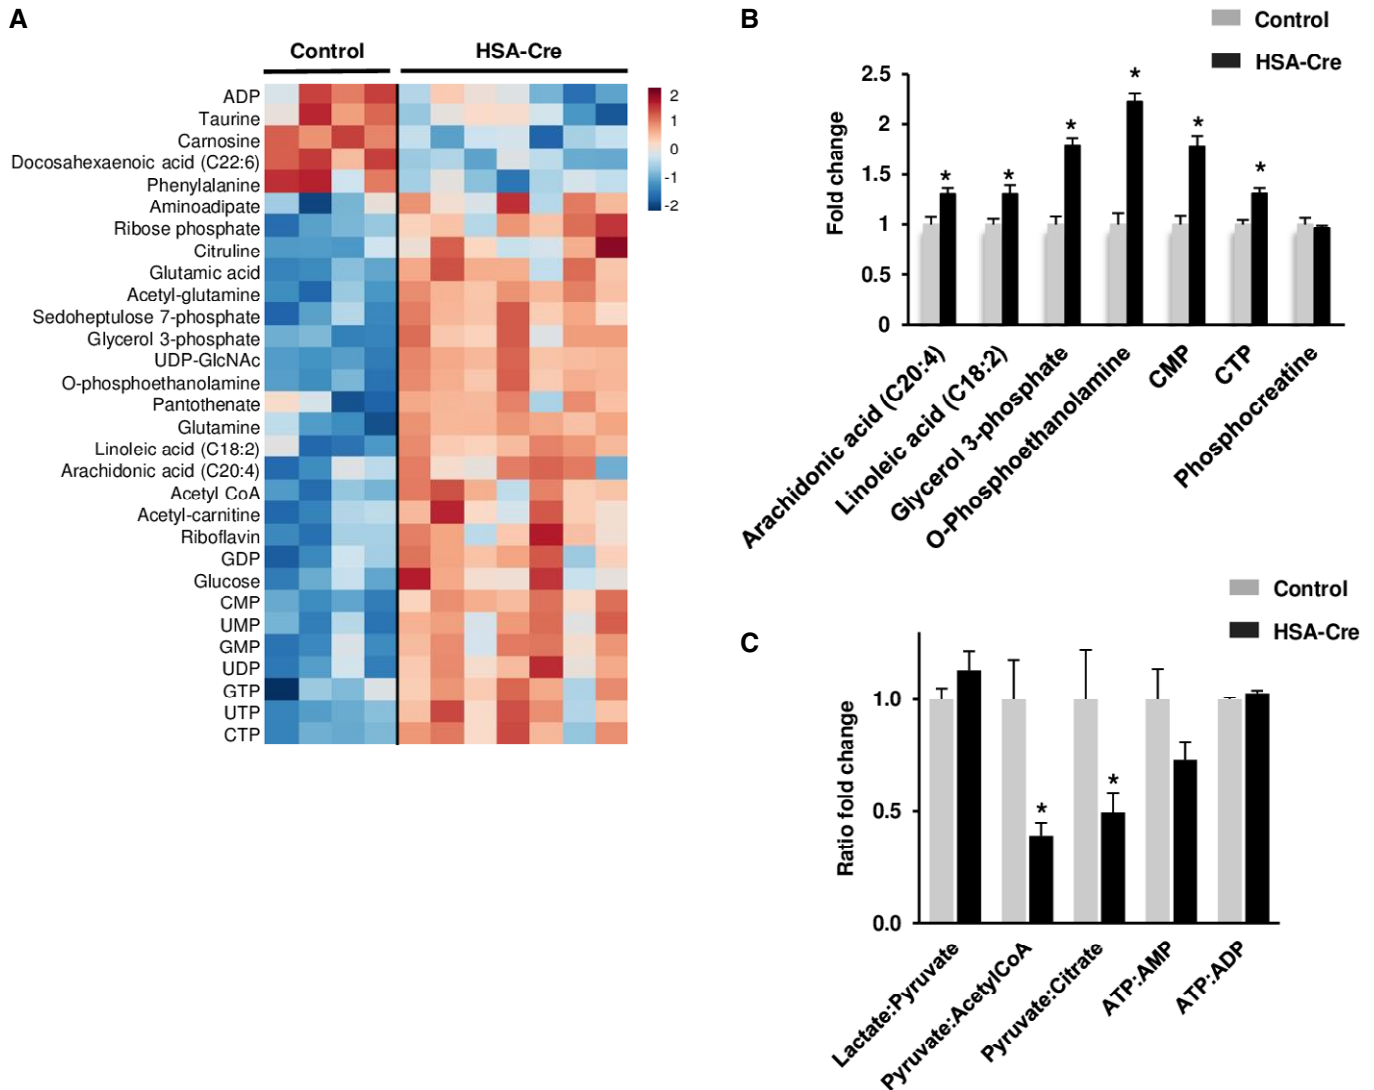 A
Control
HSA-Cre
ADP
Taurine
Carnosine
Docosahexaenoic acid (C22:6)
Phenylalanine
Aminoadipate
Ribose phosphate
Citruline
Glutamic acid
Acetyl-glutamine
Sedoheptulose 7-phosphate
Glycerol 3-phosphate
UDP-GlcNAc
O-phosphoethanolamine
Pantothenate
Glutamine
Linoleic acid (C18:2)
Arachidonic acid (C20:4)
Acetyl CoA
Acetyl-carnitine
Riboflavin
GDP
Glucose
CMP
UMP
GMP
UDP
GTP
UTP
CTP
2
1
0
-1
-2
B
Control
HSA-Cre
Fold change
2.5
2
1.5
1
0.5
0
*
*
*
*
*
*
Arachidonic acid (C20:4)
Linoleic acid (C18:2)
Glycerol 3-phosphate
O-Phosphoethanolamine
CMP
CTP
Phosphocreatine
C
Control
HSA-Cre
Ratio fold change
1.0
0.5
0.0
*
*
Lactate:Pyruvate
Pyruvate:AcetylCoA
Pyruvate:Citrate
ATP:AMP
ATP:ADP